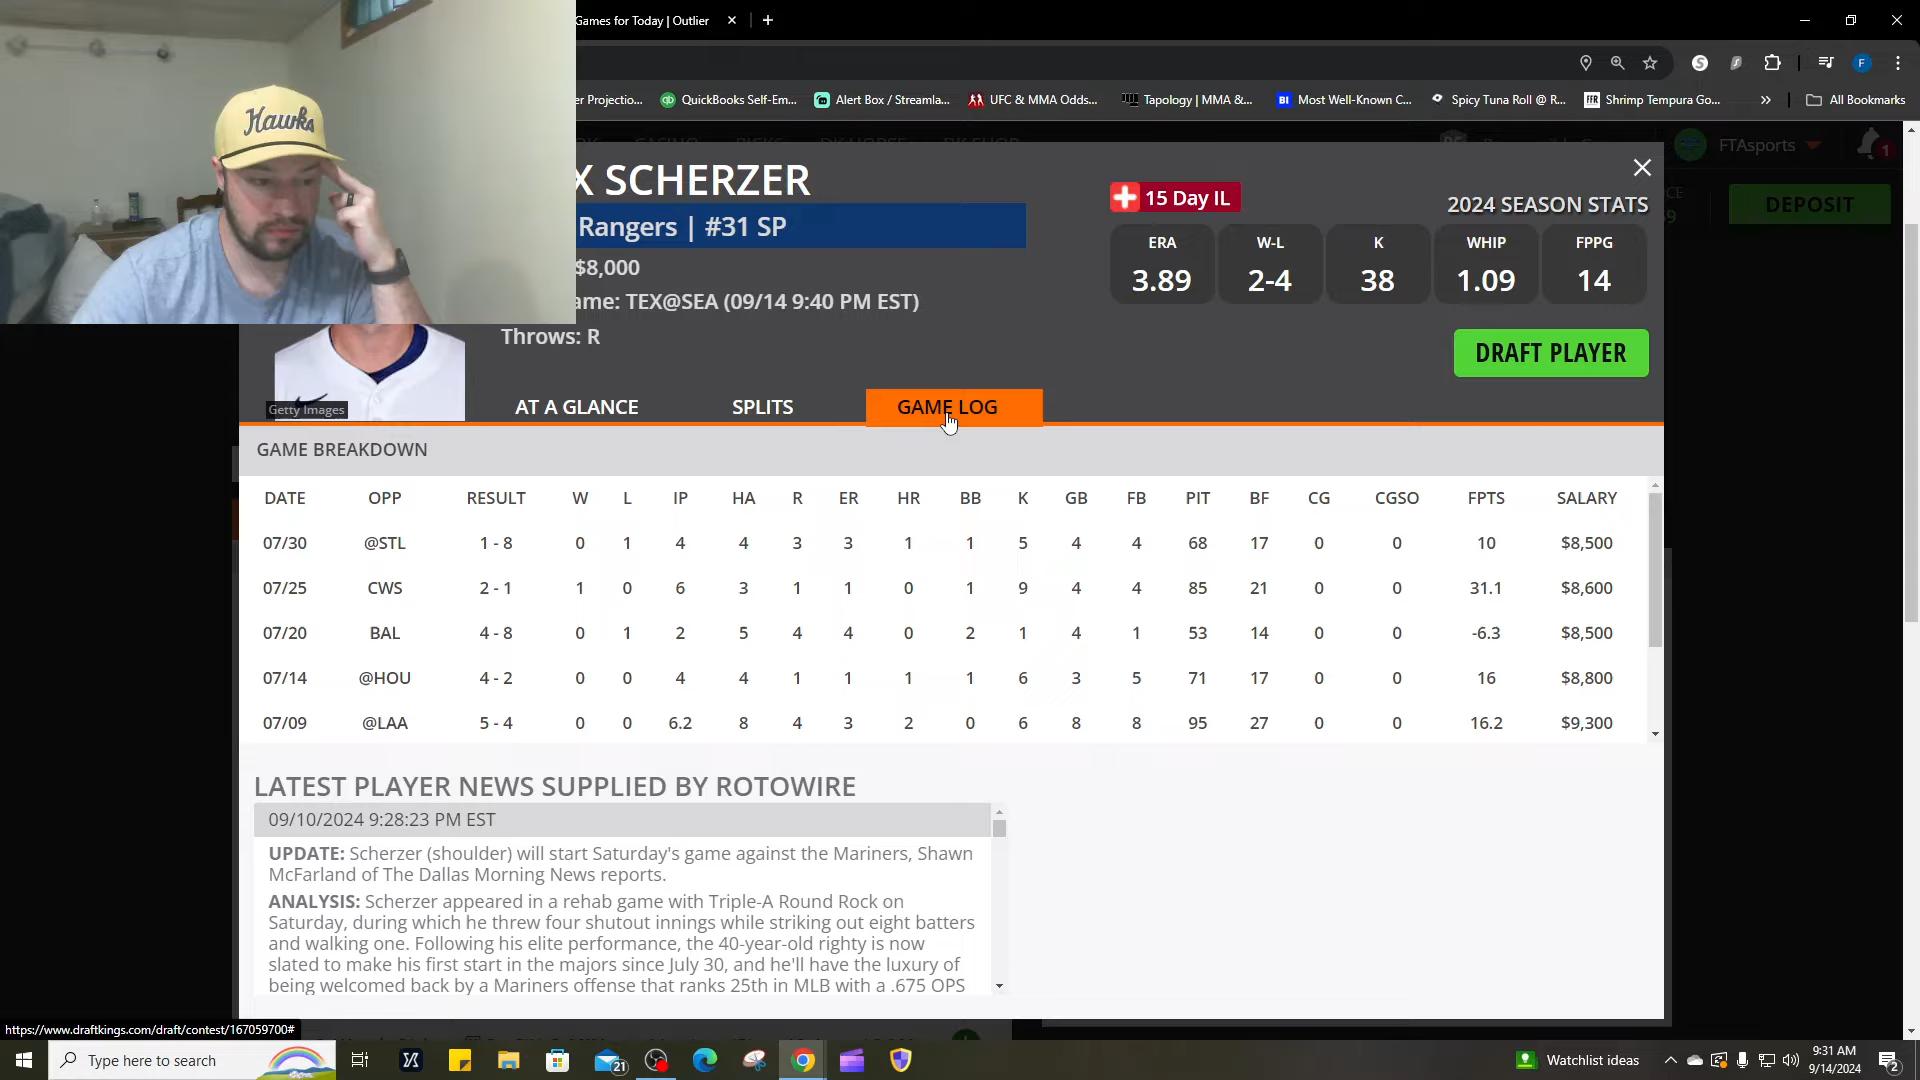 Games for Today | Outlier
er Projectio...
QuickBooks Self-Em...
Alert Box / Streamla...
UFC & MMA Odds...
Tapology | MMA &...
BI
Most Well-Known C...
Spicy Tuna Roll @ R...
FFR
Shrimp Tempura Go...
»
All Bookmarks
S
F
Hawks
FTAsports
1
DEPOSIT
X SCHERZER
Rangers | #31 SP
$8,000
ame: TEX@SEA (09/14 9:40 PM EST)
Throws: R
15 Day IL
2024 SEASON STATS
ERA W-L K WHIP FPPG
3.89 2-4 38 1.09 14
DRAFT PLAYER
Getty Images
AT A GLANCE SPLITS GAME LOG
GAME BREAKDOWN
DATE OPP RESULT W L IP HA R ER HR BB K GB FB PIT BF CG CGSO FPTS SALARY
07/30 @STL 1 - 8 0 1 4 4 3 3 1 1 5 4 4 68 17 0 0 10 $8,500
07/25 CWS 2 - 1 1 0 6 3 1 1 0 1 9 4 4 85 21 0 0 31.1 $8,600
07/20 BAL 4 - 8 0 1 2 5 4 4 0 2 1 4 1 53 14 0 0 -6.3 $8,500
07/14 @HOU 4 - 2 0 0 4 4 1 1 1 1 6 3 5 71 17 0 0 16 $8,800
07/09 @LAA 5 - 4 0 0 6.2 8 4 3 2 0 6 8 8 95 27 0 0 16.2 $9,300
LATEST PLAYER NEWS SUPPLIED BY ROTOWIRE
09/10/2024 9:28:23 PM EST
UPDATE: Scherzer (shoulder) will start Saturday's game against the Mariners, Shawn
McFarland of The Dallas Morning News reports.
ANALYSIS: Scherzer appeared in a rehab game with Triple-A Round Rock on
Saturday, during which he threw four shutout innings while striking out eight batters
and walking one. Following his elite performance, the 40-year-old righty is now
slated to make his first start in the majors since July 30, and he'll have the luxury of
being welcomed back by a Mariners offense that ranks 25th in MLB with a .675 OPS
https://www.draftkings.com/draft/contest/167059700#
Type here to search
21
Watchlist ideas
9:31 AM
9/14/2024
2